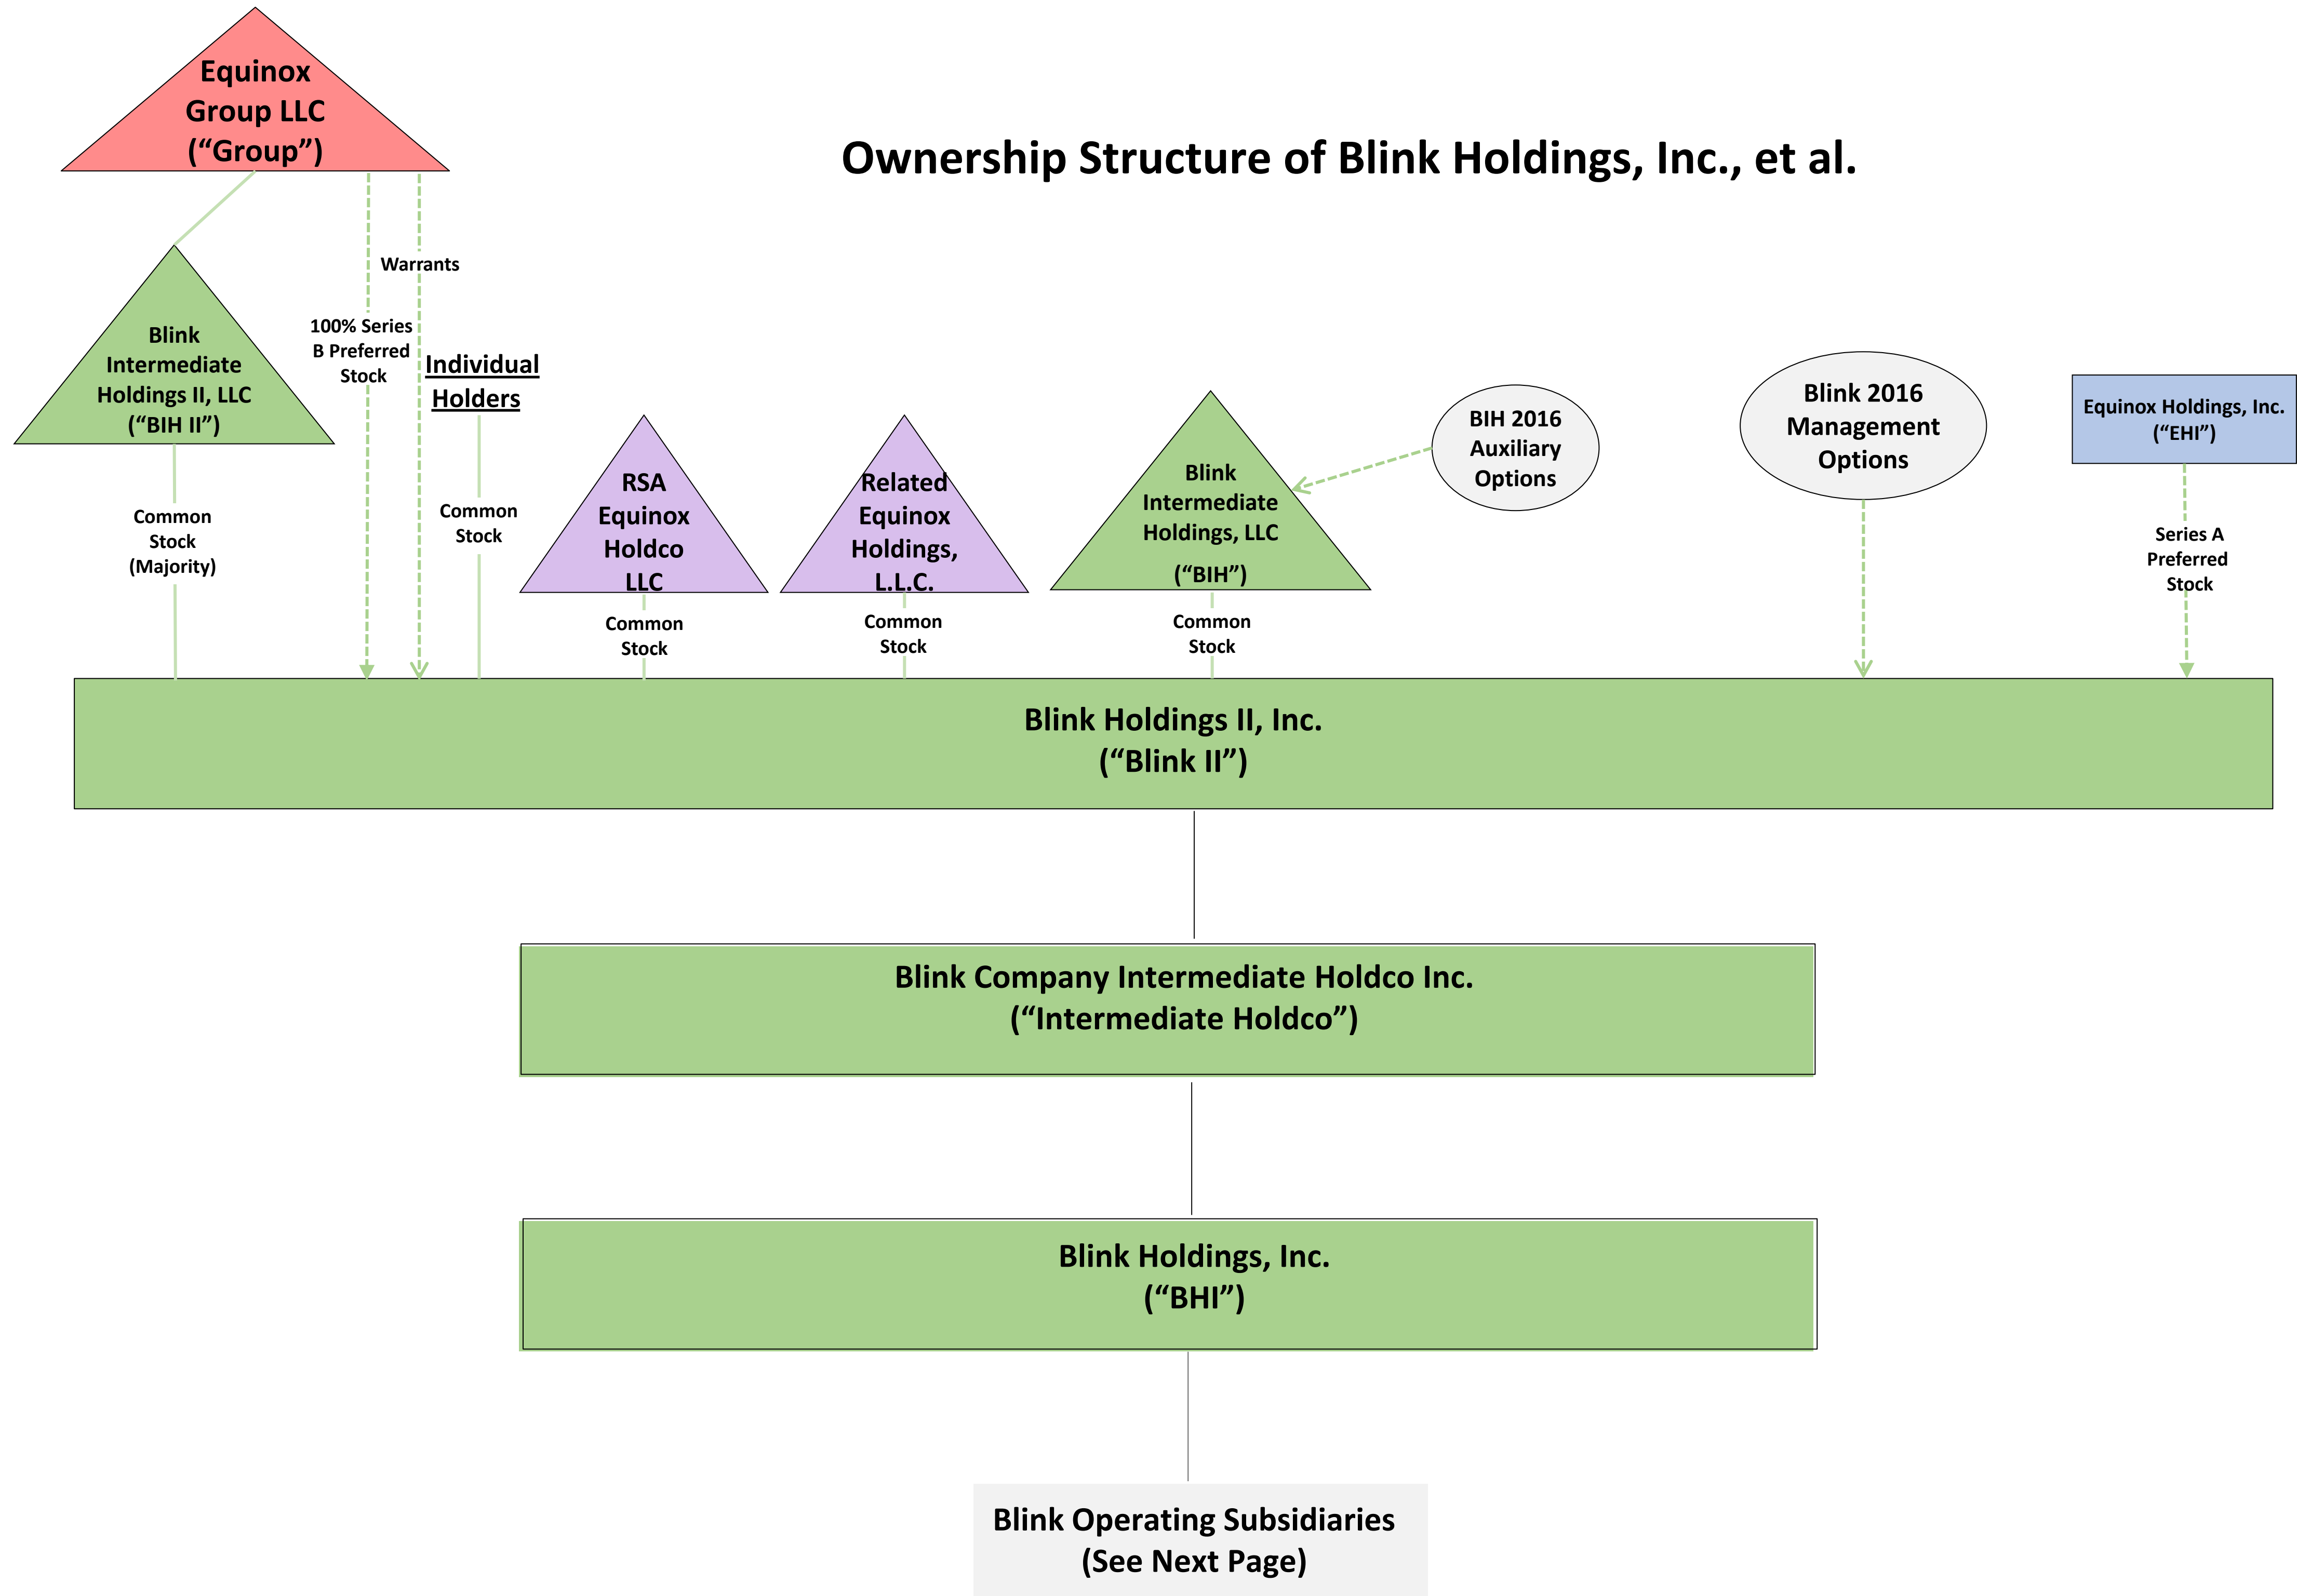 Equinox
Group LLC
(“Group”)
Ownership Structure of Blink Holdings, Inc., et al.
Warrants
100% Series
B Preferred
Stock
Blink
Intermediate
Holdings II, LLC
(“BIH II”)
Individual
Holders
Common
Stock
(Majority)
Common
Stock
RSA
Equinox
Holdco
LLC
Common
Stock
Related
Equinox
Holdings,
L.L.C.
Common
Stock
Blink
Intermediate
Holdings, LLC
(“BIH”)
Common
Stock
BIH 2016
Auxiliary
Options
Blink 2016
Management
Options
Equinox Holdings, Inc.
(“EHI”)
Series A
Preferred
Stock
Blink Holdings II, Inc.
(“Blink II”)
Blink Company Intermediate Holdco Inc.
(“Intermediate Holdco”)
Blink Holdings, Inc.
(“BHI”)
Blink Operating Subsidiaries
(See Next Page)